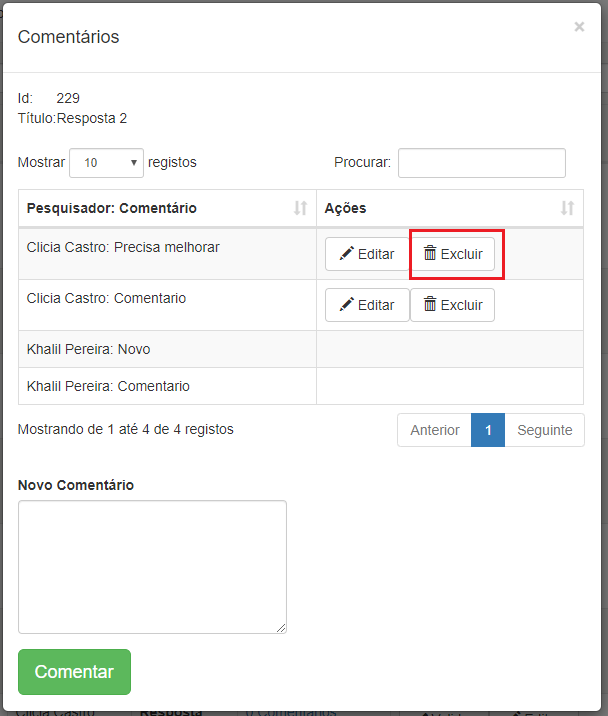 Comentários ×
Id: 229
Título:Resposta 2
Mostrar 10 registos Procurar:
Pesquisador: Comentário Ações
Clicia Castro: Precisa melhorar Editar Excluir
Clicia Castro: Comentario Editar Excluir
Khalil Pereira: Novo
Khalil Pereira: Comentario
Mostrando de 1 até 4 de 4 registos Anterior 1 Seguinte
Novo Comentário
Comentar